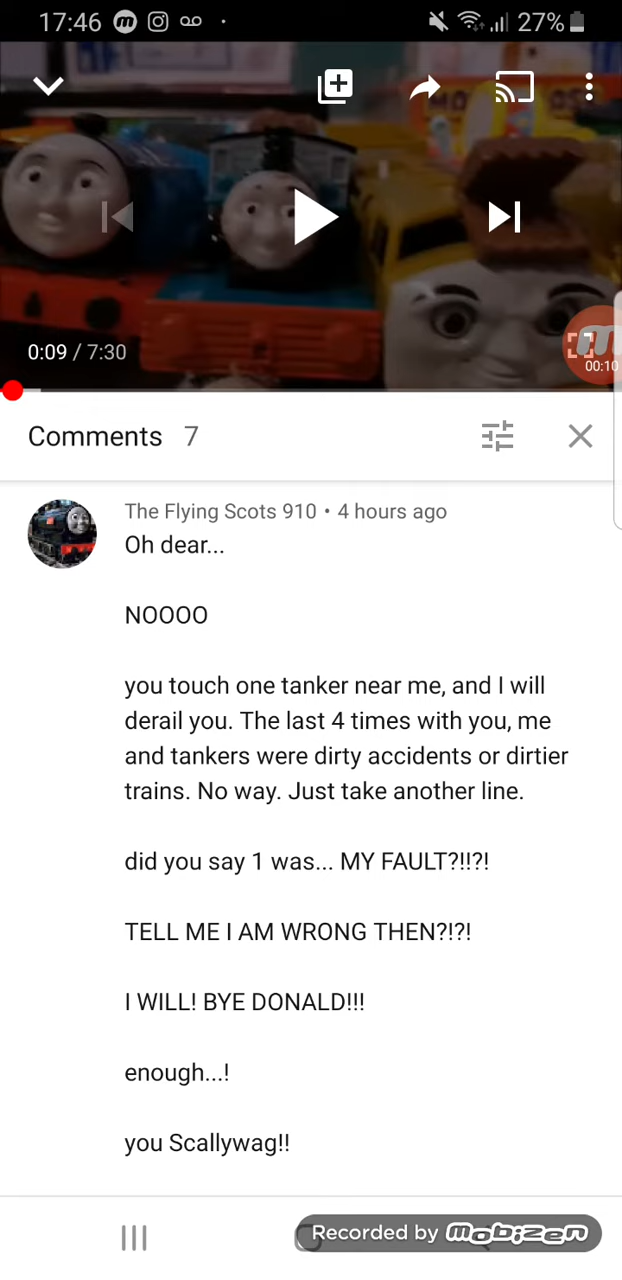 17:46
27%
0:09 / 7:30
00:10
Comments 7
The Flying Scots 910 • 4 hours ago
Oh dear...
NOOOO
you touch one tanker near me, and I will
derail you. The last 4 times with you, me
and tankers were dirty accidents or dirtier
trains. No way. Just take another line.
did you say 1 was... MY FAULT?!!?!
TELL ME I AM WRONG THEN?!?!
I WILL! BYE DONALD!!!
enough...!
you Scallywag!!
Recorded by mobizen